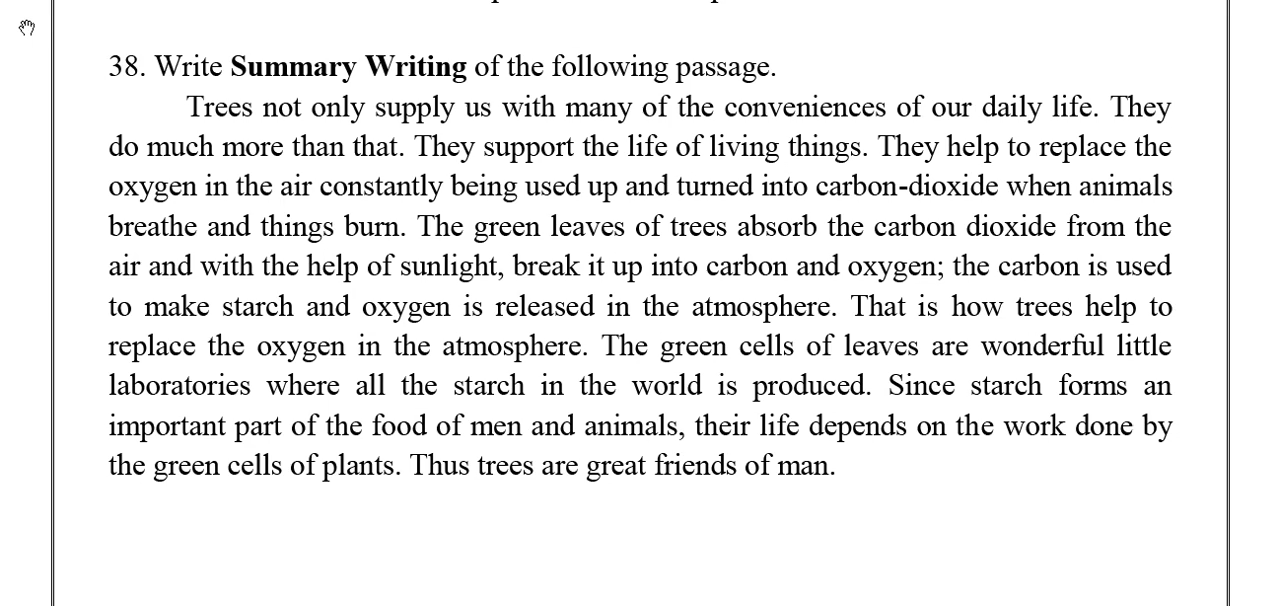 38. Write Summary Writing of the following passage.
Trees not only supply us with many of the conveniences of our daily life. They
do much more than that. They support the life of living things. They help to replace the
oxygen in the air constantly being used up and turned into carbon-dioxide when animals
breathe and things burn. The green leaves of trees absorb the carbon dioxide from the
air and with the help of sunlight, break it up into carbon and oxygen; the carbon is used
to make starch and oxygen is released in the atmosphere. That is how trees help to
replace the oxygen in the atmosphere. The green cells of leaves are wonderful little
laboratories where all the starch in the world is produced. Since starch forms an
important part of the food of men and animals, their life depends on the work done by
the green cells of plants. Thus trees are great friends of man.